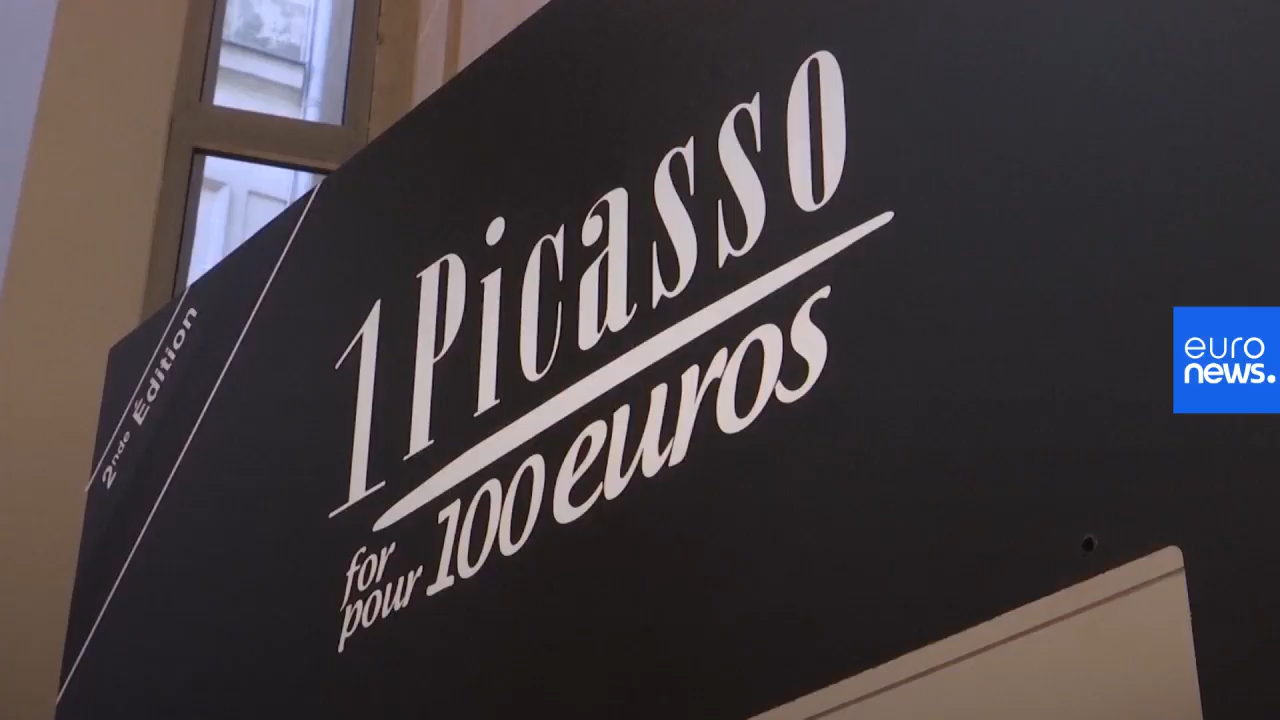 2nde Édition
1 Picasso
for
pour 100 euros
euro
news.